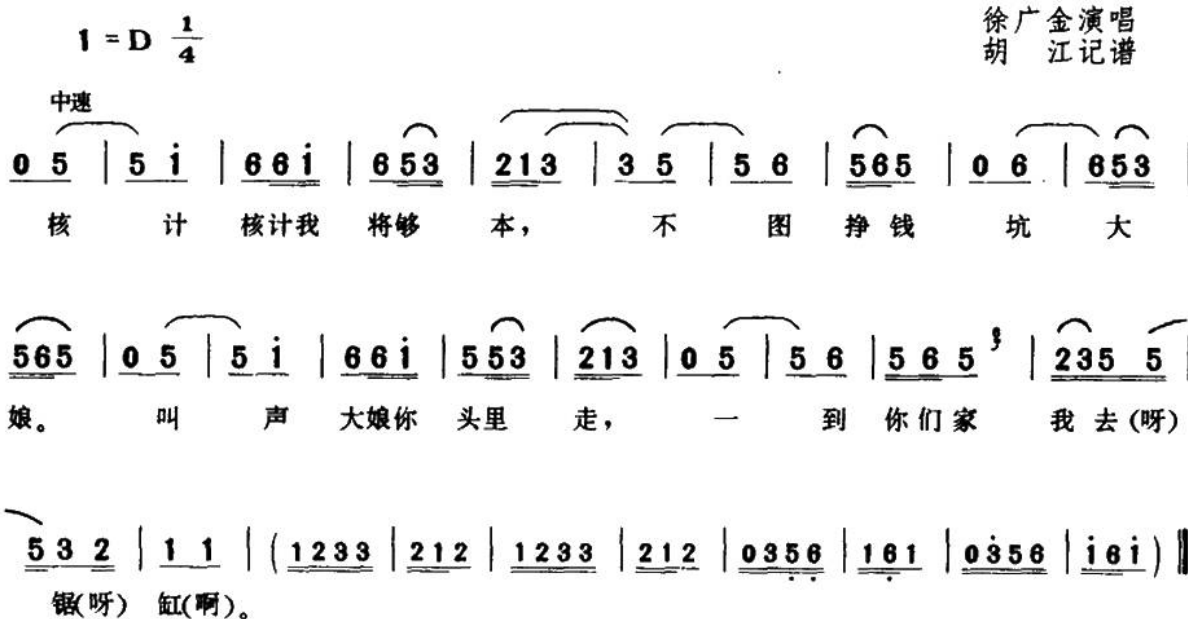 1 = D 1/4
徐广金演唱
胡 江记谱
中速
0 5 | 5 i̇ | 6 6 i̇ | 6 5 3 | 2 1 3 | 3 5 | 5 6 | 5 6 5 | 0 6 | 6 5 3 |
核 计 核计我 将够 本， 不 图 挣钱 坑 大
5 6 5 | 0 5 | 5 i̇ | 6 6 i̇ | 5 5 3 | 2 1 3 | 0 5 | 5 6 | 5 6 5 | 2 3 5 5 |
娘。 叫 声 大娘你 头里 走， 一 到 你们家 我去(呀)
5 3 2 | 1 1 | ( 1 2 3 3 | 2 1 2 | 1 2 3 3 | 2 1 2 | 0 3 5̣ 6̣ | 1 6̣ 1 | 0 3̇ 5 6 | i̇ 6 i̇ ) ‖
锯(呀) 缸(啊)。